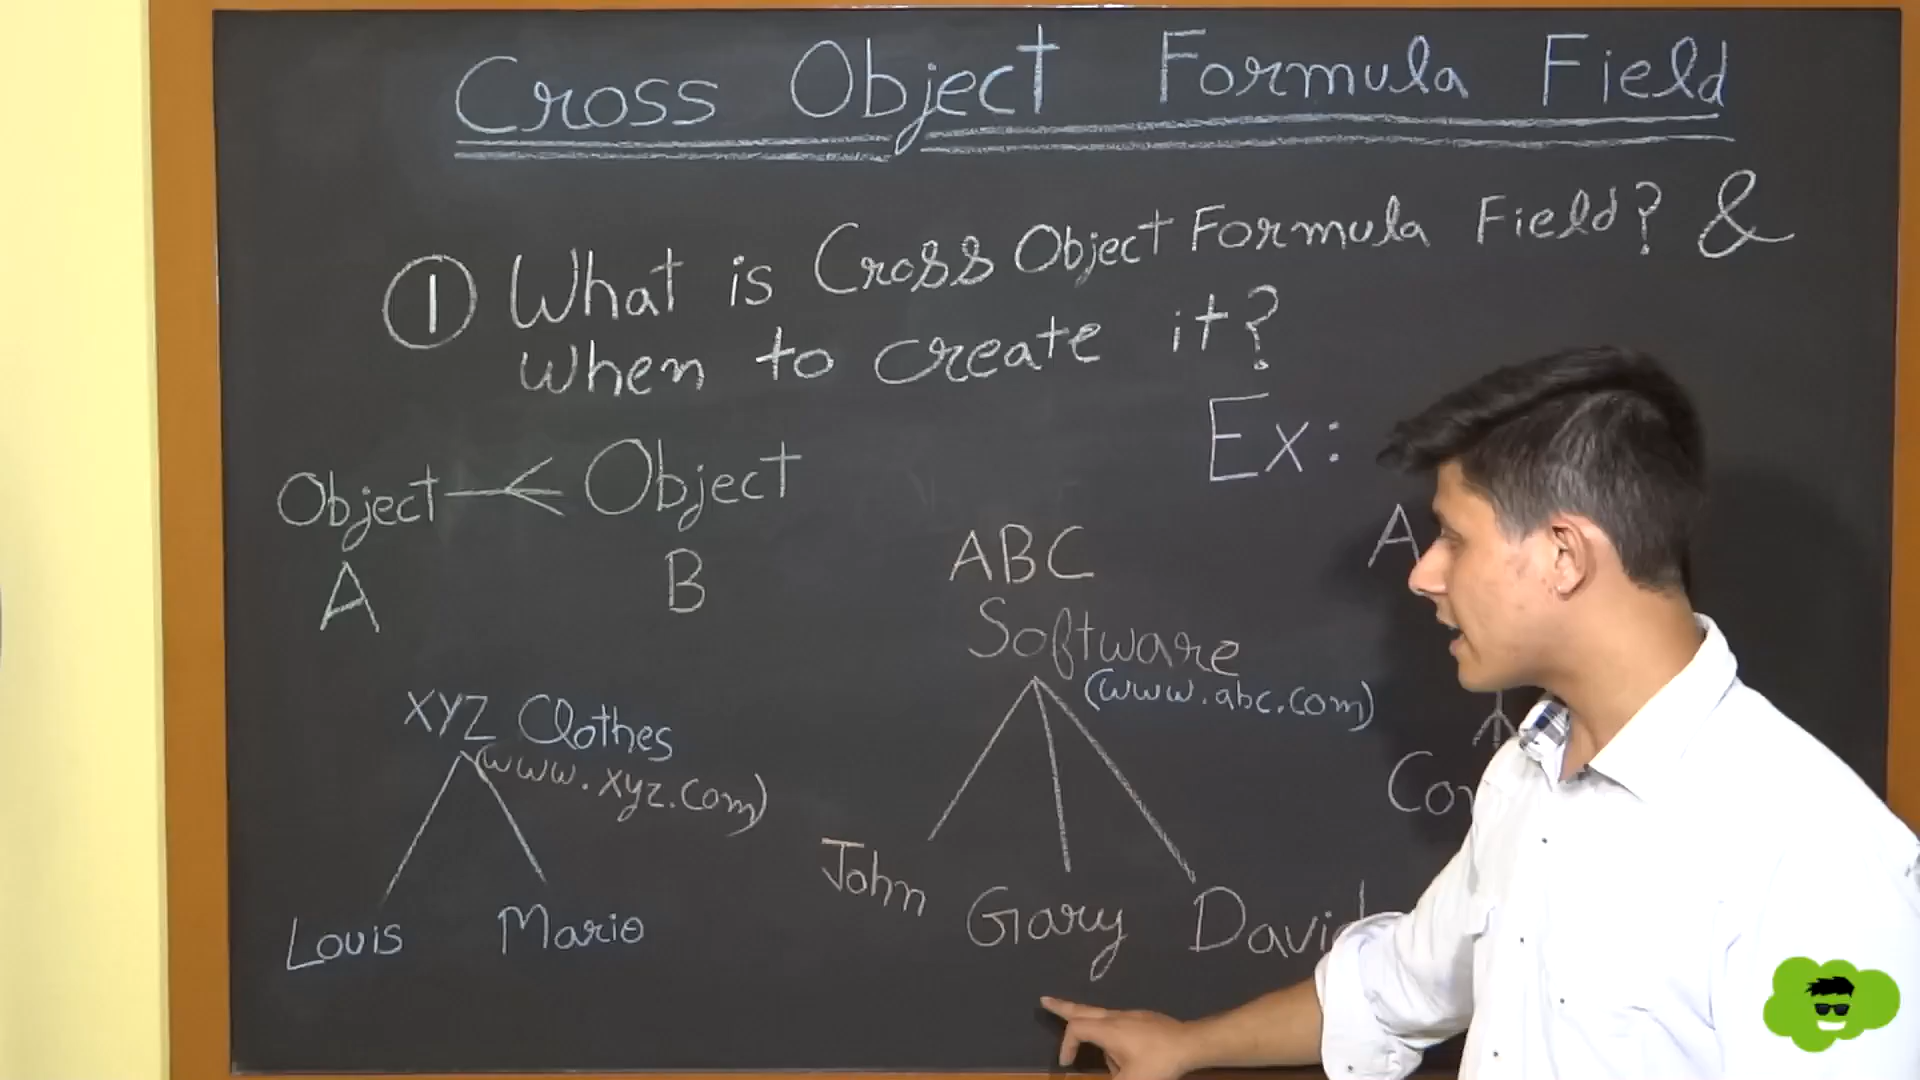 Cross Object Formula Field
① What is Cross Object Formula Field? &
when to create it?
Ex:
Object Object
A B
ABC
Software
(www.abc.com)
XYZ Clothes
(www.xyz.com)
John Gary David
Louis Mario